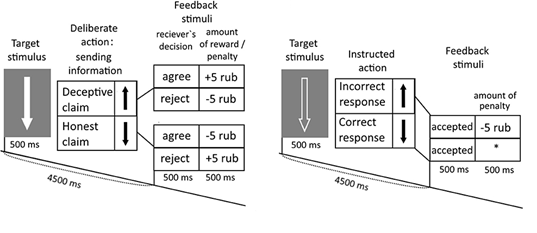 Target
stimulus
500 ms
Deliberate
action:
sending
information
Deceptive
claim
Honest
claim
Feedback
stimuli
reciever`s
decision
amount
of reward /
penalty
agree +5 rub
reject -5 rub
agree -5 rub
reject +5 rub
500 ms 500 ms
4500 ms
Target
stimulus
500 ms
Instructed
action
Incorrect
response
Correct
response
Feedback
stimuli
amount of
penalty
accepted -5 rub
accepted *
500 ms 500 ms
4500 ms